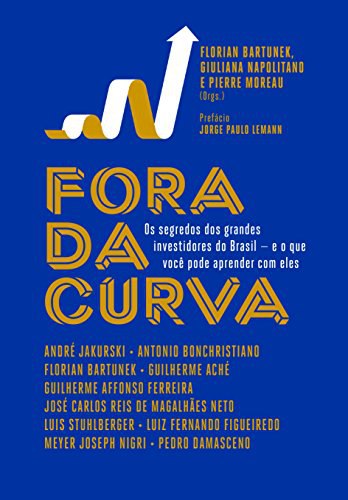 FLORIAN BARTUNEK,
GIULIANA NAPOLITANO
E PIERRE MOREAU
(Orgs.)
Prefácio
JORGE PAULO LEMANN
FORA
DA
CURVA
Os segredos dos grandes
investidores do Brasil – e o que
você pode aprender com eles
ANDRÉ JAKURSKI • ANTONIO BONCHRISTIANO
FLORIAN BARTUNEK • GUILHERME ACHÉ
GUILHERME AFFONSO FERREIRA
JOSÉ CARLOS REIS DE MAGALHÃES NETO
LUIS STUHLBERGER • LUIZ FERNANDO FIGUEIREDO
MEYER JOSEPH NIGRI • PEDRO DAMASCENO